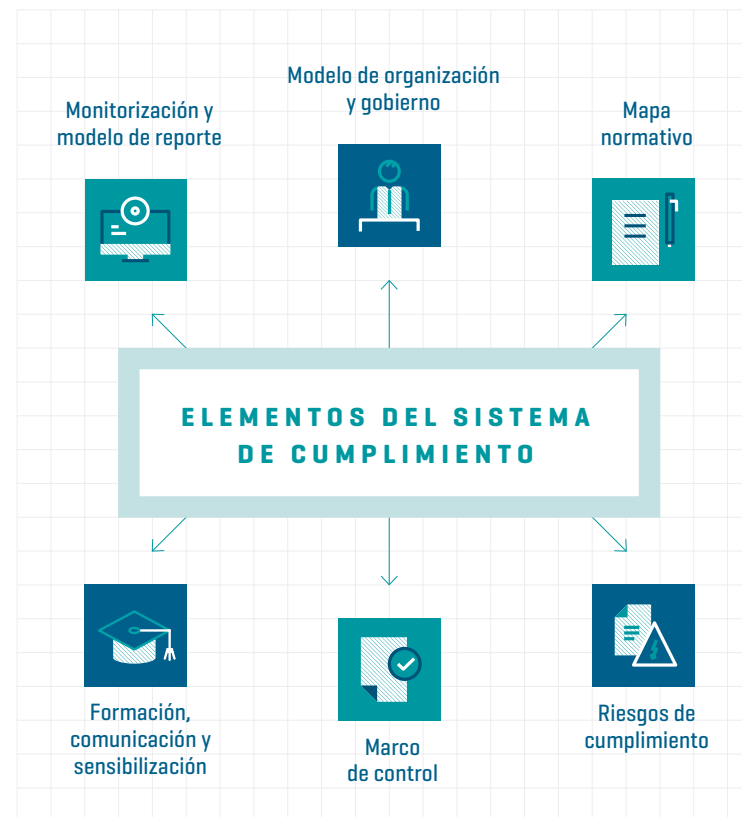 Modelo de organización
y gobierno
Monitorización y
modelo de reporte
Mapa
normativo
ELEMENTOS DEL SISTEMA
DE CUMPLIMIENTO
Formación,
comunicación y
sensibilización
Marco
de control
Riesgos de
cumplimiento